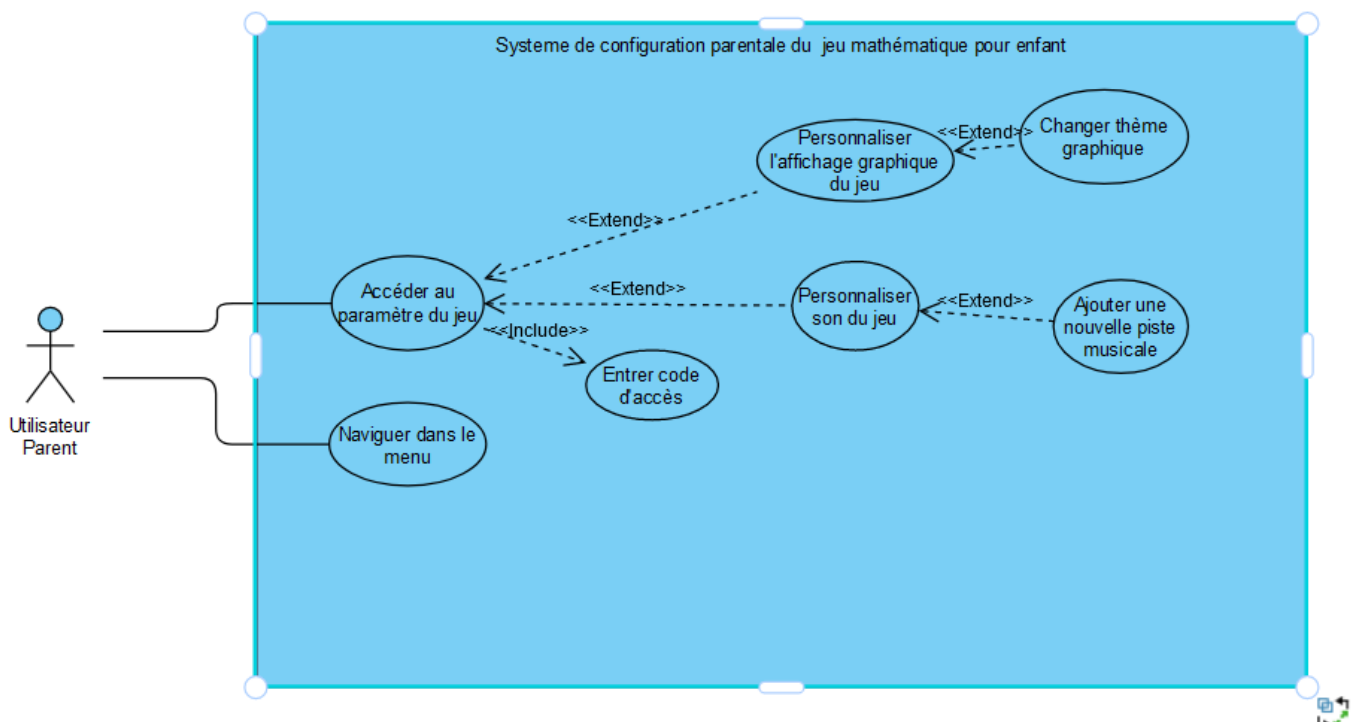 Systeme de configuration parentale du jeu mathématique pour enfant
Personnaliser
l'affichage graphique
du jeu
<<Extend>>
Changer thème
graphique
<<Extend>>
Accéder au
paramètre du jeu
<<Extend>>
Personnaliser
son du jeu
<<Extend>>
Ajouter une
nouvelle piste
musicale
<<Include>>
Entrer code
d'accès
Utilisateur
Parent
Naviguer dans le
menu